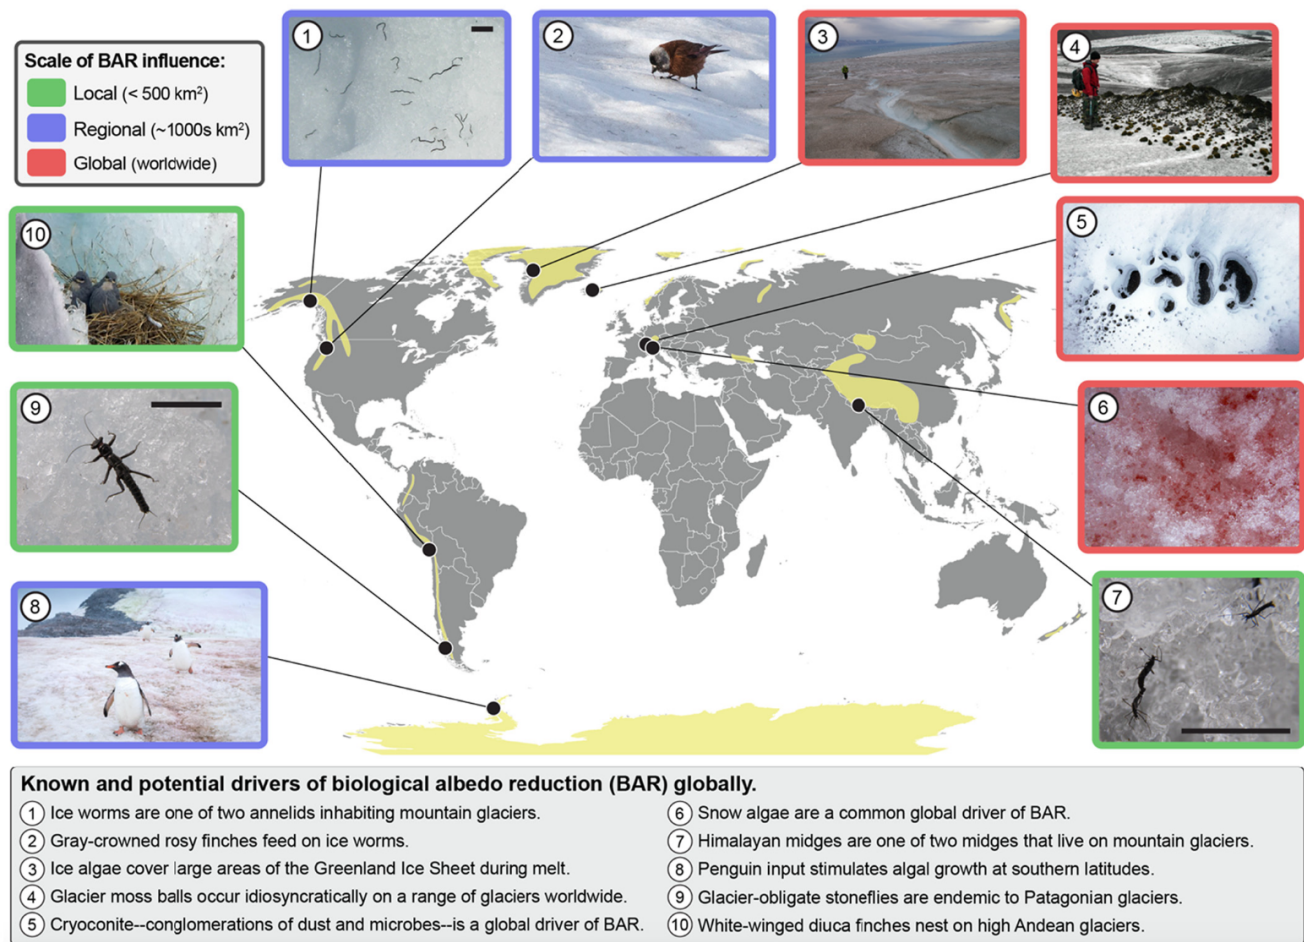 Scale of BAR influence:
Local (< 500 km²)
Regional (~1000s km²)
Global (worldwide)
1
2
3
4
10
5
9
6
8
7
Known and potential drivers of biological albedo reduction (BAR) globally.
1 Ice worms are one of two annelids inhabiting mountain glaciers.
2 Gray-crowned rosy finches feed on ice worms.
3 Ice algae cover large areas of the Greenland Ice Sheet during melt.
4 Glacier moss balls occur idiosyncratically on a range of glaciers worldwide.
5 Cryoconite--conglomerations of dust and microbes--is a global driver of BAR.
6 Snow algae are a common global driver of BAR.
7 Himalayan midges are one of two midges that live on mountain glaciers.
8 Penguin input stimulates algal growth at southern latitudes.
9 Glacier-obligate stoneflies are endemic to Patagonian glaciers.
10 White-winged diuca finches nest on high Andean glaciers.